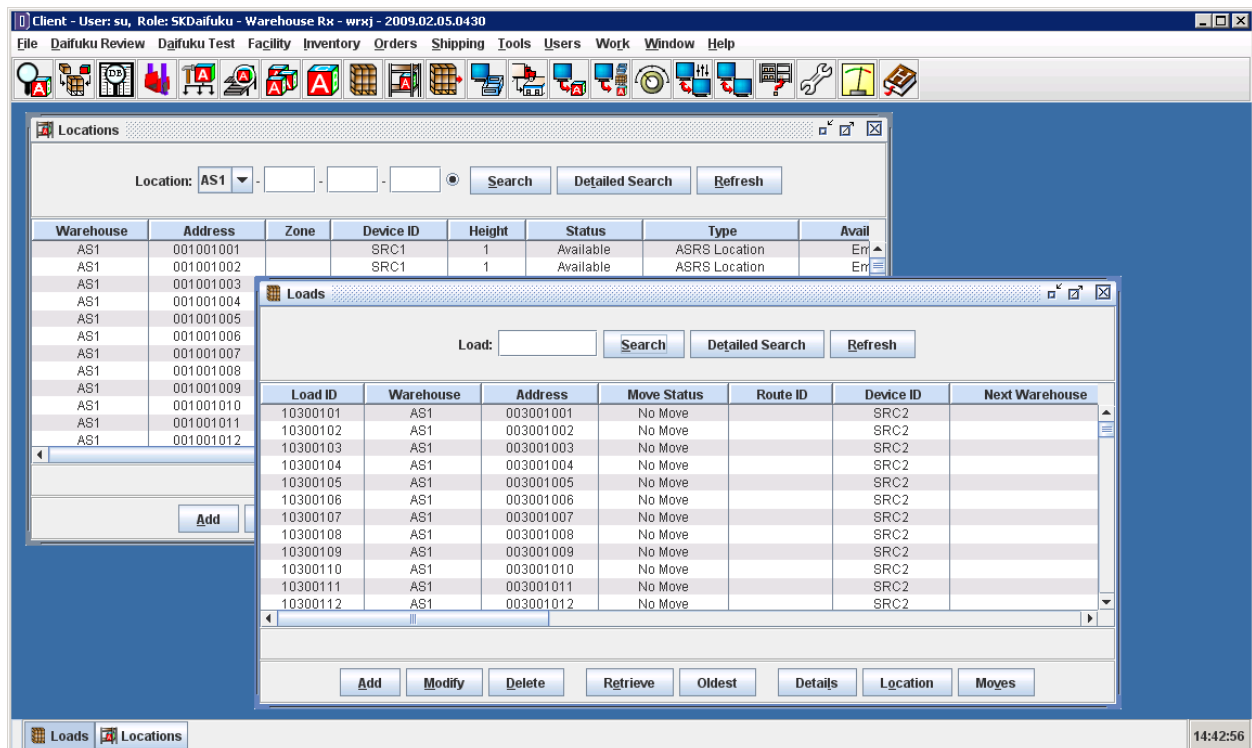 Client - User: su, Role: SKDaifuku - Warehouse Rx - wrxj - 2009.02.05.0430
File Daifuku Review Daifuku Test Facility Inventory Orders Shipping Tools Users Work Window Help
DB
Locations
Location: AS1 - - - Search Detailed Search Refresh
Warehouse Address Zone Device ID Height Status Type Avail
AS1 001001001 SRC1 1 Available ASRS Location Em
AS1 001001002 SRC1 1 Available ASRS Location Em
AS1 001001003
AS1 001001004
AS1 001001005
AS1 001001006
AS1 001001007
AS1 001001008
AS1 001001009
AS1 001001010
AS1 001001011
AS1 001001012
Add
Loads
Load: Search Detailed Search Refresh
Load ID Warehouse Address Move Status Route ID Device ID Next Warehouse
10300101 AS1 003001001 No Move SRC2
10300102 AS1 003001002 No Move SRC2
10300103 AS1 003001003 No Move SRC2
10300104 AS1 003001004 No Move SRC2
10300105 AS1 003001005 No Move SRC2
10300106 AS1 003001006 No Move SRC2
10300107 AS1 003001007 No Move SRC2
10300108 AS1 003001008 No Move SRC2
10300109 AS1 003001009 No Move SRC2
10300110 AS1 003001010 No Move SRC2
10300111 AS1 003001011 No Move SRC2
10300112 AS1 003001012 No Move SRC2
Add Modify Delete Retrieve Oldest Details Location Moves
Loads Locations 14:42:56